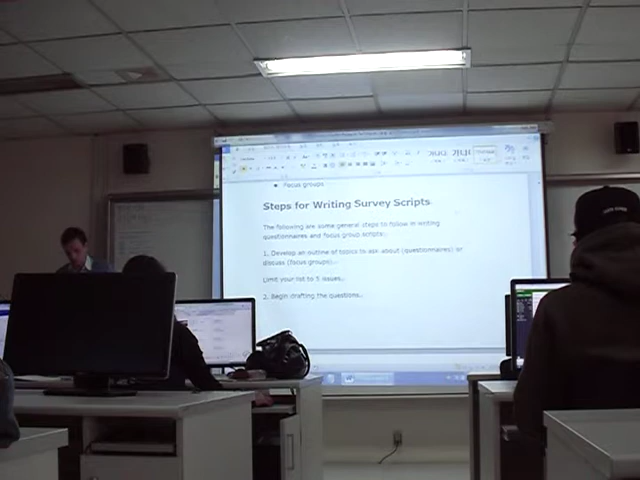 Focus groups
Steps for Writing Survey Scripts
The following are some general steps to follow in writing
questionnaires and focus group scripts:
1. Develop an outline of topics to ask about (questionnaires) or
discuss (focus groups).
Limit your list to 5 issues.
2. Begin drafting the questions.